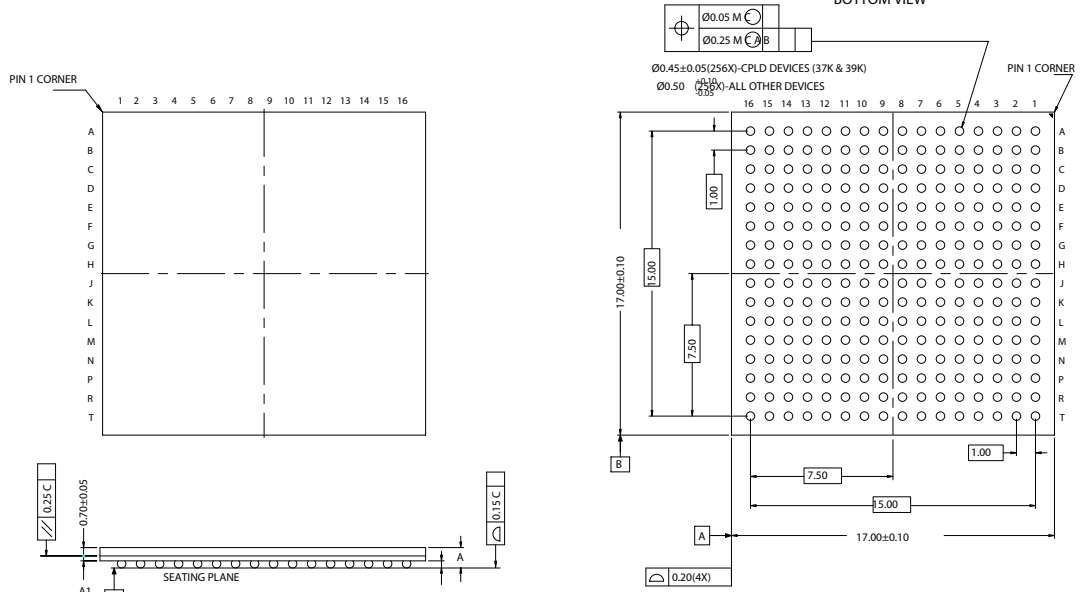 BOTTOM VIEW
Ø0.05 M C
Ø0.25 M C A B
Ø0.45±0.05(256X)-CPLD DEVICES (37K & 39K)
Ø0.50 (256X)-ALL OTHER DEVICES
+0.10
-0.05
PIN 1 CORNER
1 2 3 4 5 6 7 8 9 10 11 12 13 14 15 16
A
B
C
D
E
F
G
H
J
K
L
M
N
P
R
T
PIN 1 CORNER
16 15 14 13 12 11 10 9 8 7 6 5 4 3 2 1
A
B
C
D
E
F
G
H
J
K
L
M
N
P
R
T
1.00
15.00
17.00±0.10
7.50
1.00
7.50
15.00
17.00±0.10
B
A
0.20(4X)
0.25 C
0.70±0.05
0.15 C
A
SEATING PLANE
A1